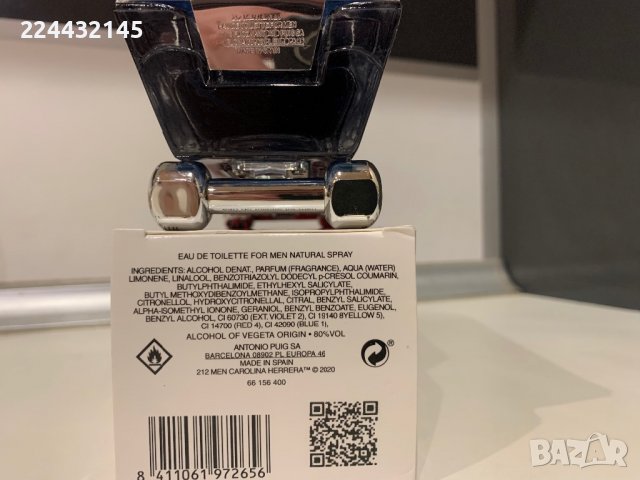 224432145
EAU DE TOILETTE FOR MEN NATURAL SPRAY
INGREDIENTS: ALCOHOL DENAT., PARFUM (FRAGRANCE), AQUA (WATER)
LIMONENE, LINALOOL, BENZOTRIAZOLYL DODECYL p-CRESOL COUMARIN,
BUTYLPHTHALIMIDE, ETHYLHEXYL SALICYLATE,
BUTYL METHOXYDIBENZOYLMETHANE, ISOPROPYLPHTHALIMIDE,
CITRONELLOL, HYDROXYCITRONELLAL, CITRAL, BENZYL SALICYLATE,
ALPHA-ISOMETHYL IONONE, GERANIOL, BENZYL BENZOATE, EUGENOL,
BENZYL ALCOHOL, CI 60730 (EXT. VIOLET 2), CI 19140 8YELLOW 5),
CI 14700 (RED 4), CI 42090 (BLUE 1),
ALCOHOL OF VEGETA ORIGIN • 80%VOL
ANTONIO PUIG SA
BARCELONA 08902 PL EUROPA 46
MADE IN SPAIN
212 MEN CAROLINA HERRERA™ © 2020
66 156 400
8 411061 972656
BAZAR